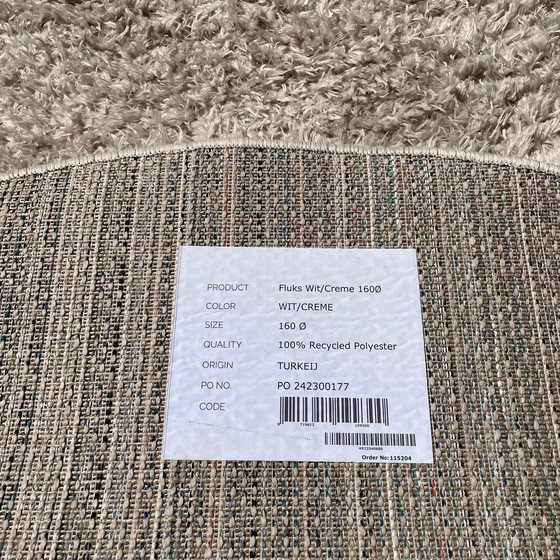 PRODUCT Fluks Wit/Creme 160Ø
COLOR WIT/CREME
SIZE 160 Ø
QUALITY 100% Recycled Polyester
ORIGIN TURKEIJ
PO NO. PO 242300177
CODE
Order No:115204